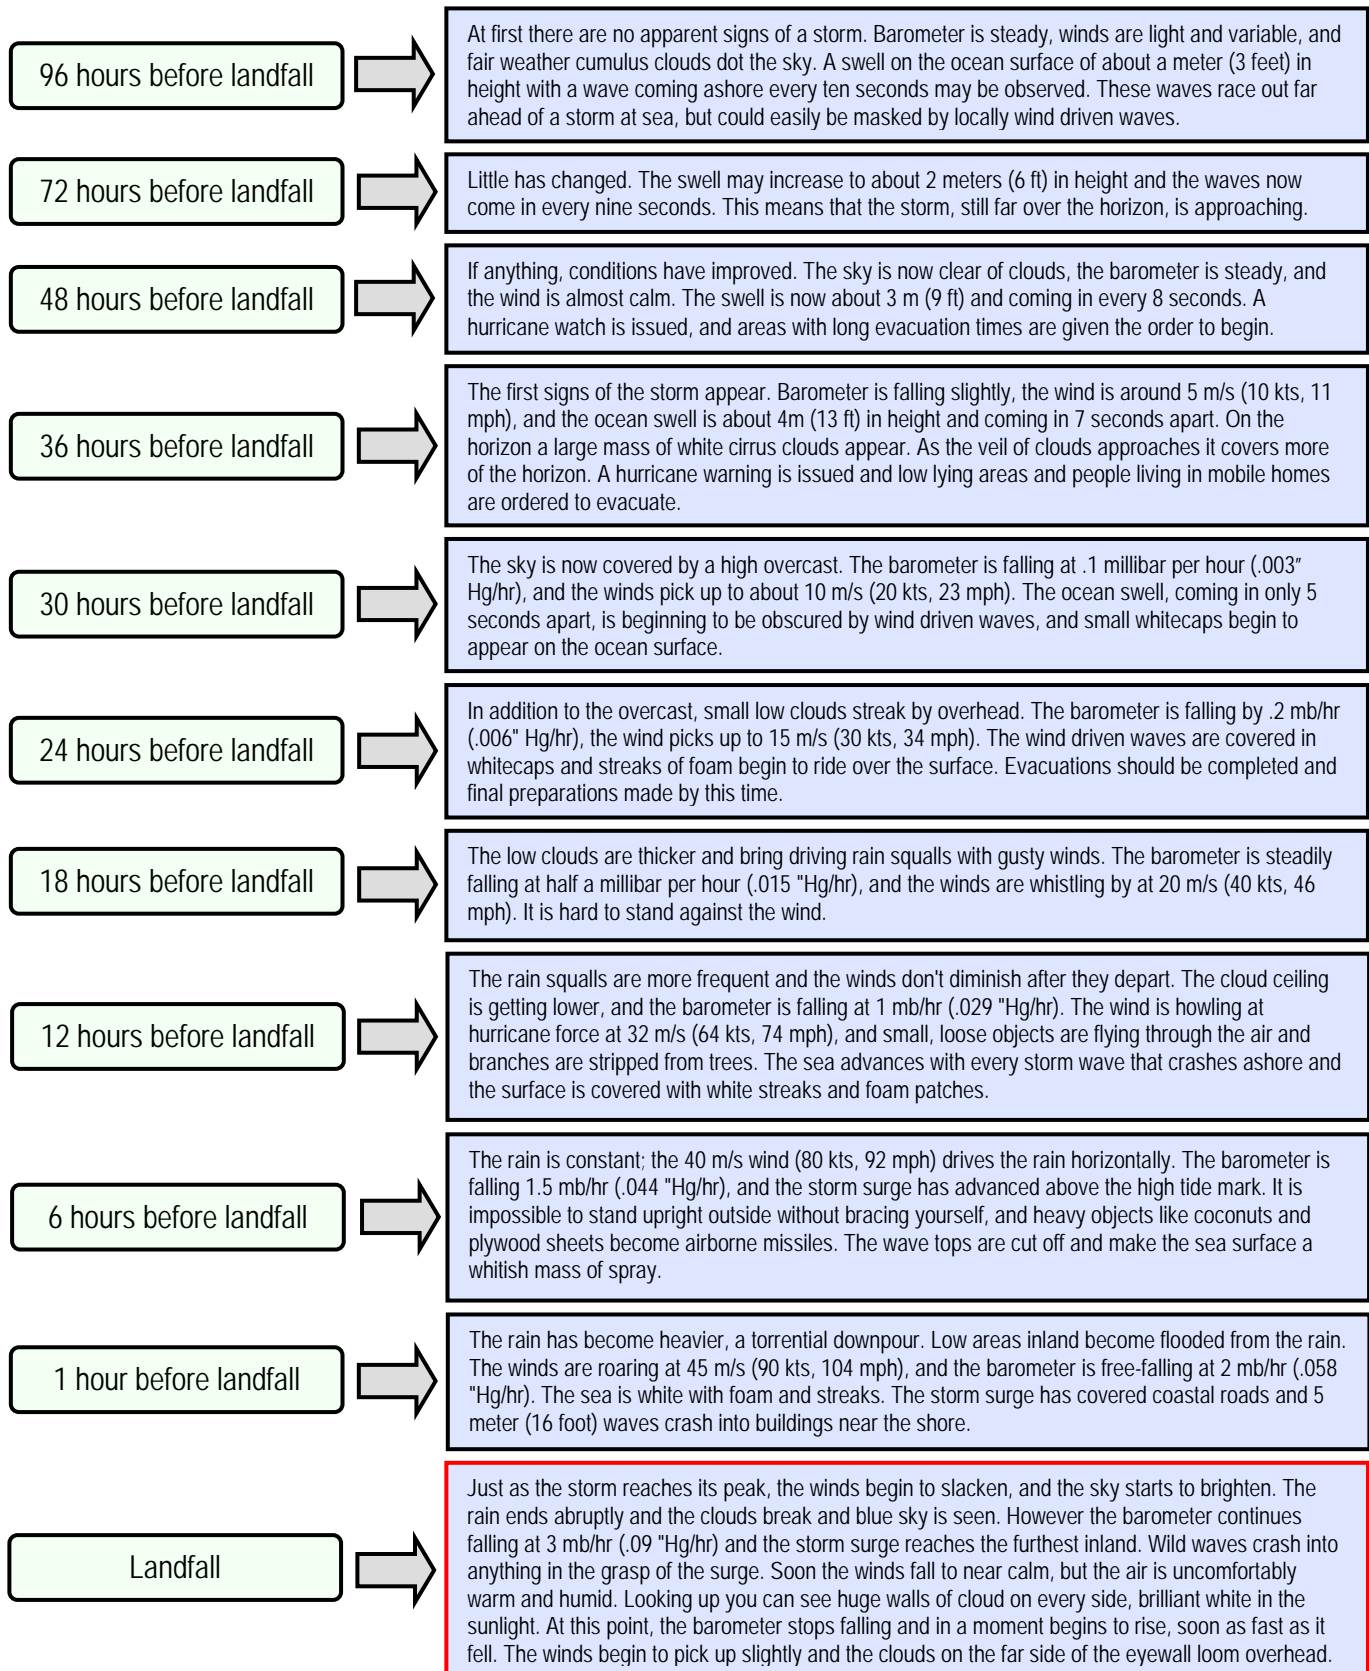 96 hours before landfall
At first there are no apparent signs of a storm. Barometer is steady, winds are light and variable, and
fair weather cumulus clouds dot the sky. A swell on the ocean surface of about a meter (3 feet) in
height with a wave coming ashore every ten seconds may be observed. These waves race out far
ahead of a storm at sea, but could easily be masked by locally wind driven waves.
72 hours before landfall
Little has changed. The swell may increase to about 2 meters (6 ft) in height and the waves now
come in every nine seconds. This means that the storm, still far over the horizon, is approaching.
48 hours before landfall
If anything, conditions have improved. The sky is now clear of clouds, the barometer is steady, and
the wind is almost calm. The swell is now about 3 m (9 ft) and coming in every 8 seconds. A
hurricane watch is issued, and areas with long evacuation times are given the order to begin.
36 hours before landfall
The first signs of the storm appear. Barometer is falling slightly, the wind is around 5 m/s (10 kts, 11
mph), and the ocean swell is about 4m (13 ft) in height and coming in 7 seconds apart. On the
horizon a large mass of white cirrus clouds appear. As the veil of clouds approaches it covers more
of the horizon. A hurricane warning is issued and low lying areas and people living in mobile homes
are ordered to evacuate.
30 hours before landfall
The sky is now covered by a high overcast. The barometer is falling at .1 millibar per hour (.003″
Hg/hr), and the winds pick up to about 10 m/s (20 kts, 23 mph). The ocean swell, coming in only 5
seconds apart, is beginning to be obscured by wind driven waves, and small whitecaps begin to
appear on the ocean surface.
24 hours before landfall
In addition to the overcast, small low clouds streak by overhead. The barometer is falling by .2 mb/hr
(.006" Hg/hr), the wind picks up to 15 m/s (30 kts, 34 mph). The wind driven waves are covered in
whitecaps and streaks of foam begin to ride over the surface. Evacuations should be completed and
final preparations made by this time.
18 hours before landfall
The low clouds are thicker and bring driving rain squalls with gusty winds. The barometer is steadily
falling at half a millibar per hour (.015 "Hg/hr), and the winds are whistling by at 20 m/s (40 kts, 46
mph). It is hard to stand against the wind.
12 hours before landfall
The rain squalls are more frequent and the winds don't diminish after they depart. The cloud ceiling
is getting lower, and the barometer is falling at 1 mb/hr (.029 "Hg/hr). The wind is howling at
hurricane force at 32 m/s (64 kts, 74 mph), and small, loose objects are flying through the air and
branches are stripped from trees. The sea advances with every storm wave that crashes ashore and
the surface is covered with white streaks and foam patches.
6 hours before landfall
The rain is constant; the 40 m/s wind (80 kts, 92 mph) drives the rain horizontally. The barometer is
falling 1.5 mb/hr (.044 "Hg/hr), and the storm surge has advanced above the high tide mark. It is
impossible to stand upright outside without bracing yourself, and heavy objects like coconuts and
plywood sheets become airborne missiles. The wave tops are cut off and make the sea surface a
whitish mass of spray.
1 hour before landfall
The rain has become heavier, a torrential downpour. Low areas inland become flooded from the rain.
The winds are roaring at 45 m/s (90 kts, 104 mph), and the barometer is free-falling at 2 mb/hr (.058
"Hg/hr). The sea is white with foam and streaks. The storm surge has covered coastal roads and 5
meter (16 foot) waves crash into buildings near the shore.
Landfall
Just as the storm reaches its peak, the winds begin to slacken, and the sky starts to brighten. The
rain ends abruptly and the clouds break and blue sky is seen. However the barometer continues
falling at 3 mb/hr (.09 "Hg/hr) and the storm surge reaches the furthest inland. Wild waves crash into
anything in the grasp of the surge. Soon the winds fall to near calm, but the air is uncomfortably
warm and humid. Looking up you can see huge walls of cloud on every side, brilliant white in the
sunlight. At this point, the barometer stops falling and in a moment begins to rise, soon as fast as it
fell. The winds begin to pick up slightly and the clouds on the far side of the eyewall loom overhead.